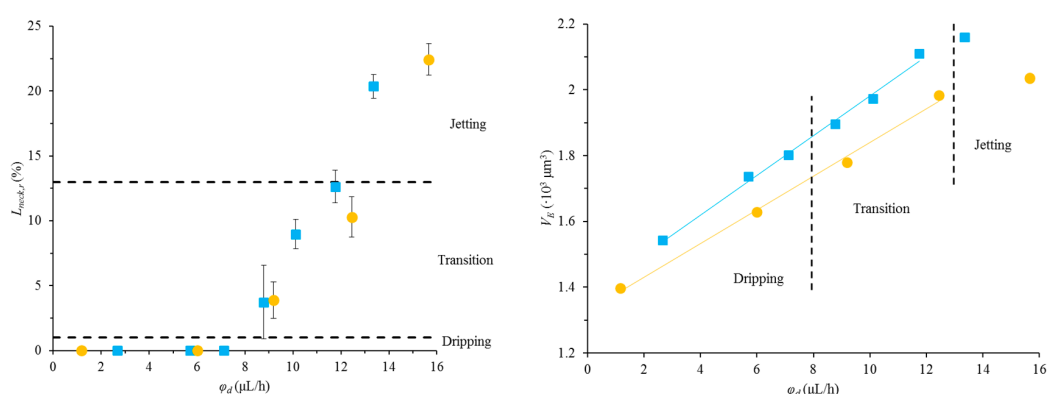 25
20
15
10
5
0
L_neck,r (%)
Jetting
Transition
Dripping
0 2 4 6 8 10 12 14 16
φ_d (μL/h)
2.2
2
1.8
1.6
1.4
1.2
V_E (·10³ μm³)
Jetting
Transition
Dripping
0 2 4 6 8 10 12 14 16
φ_d (μL/h)